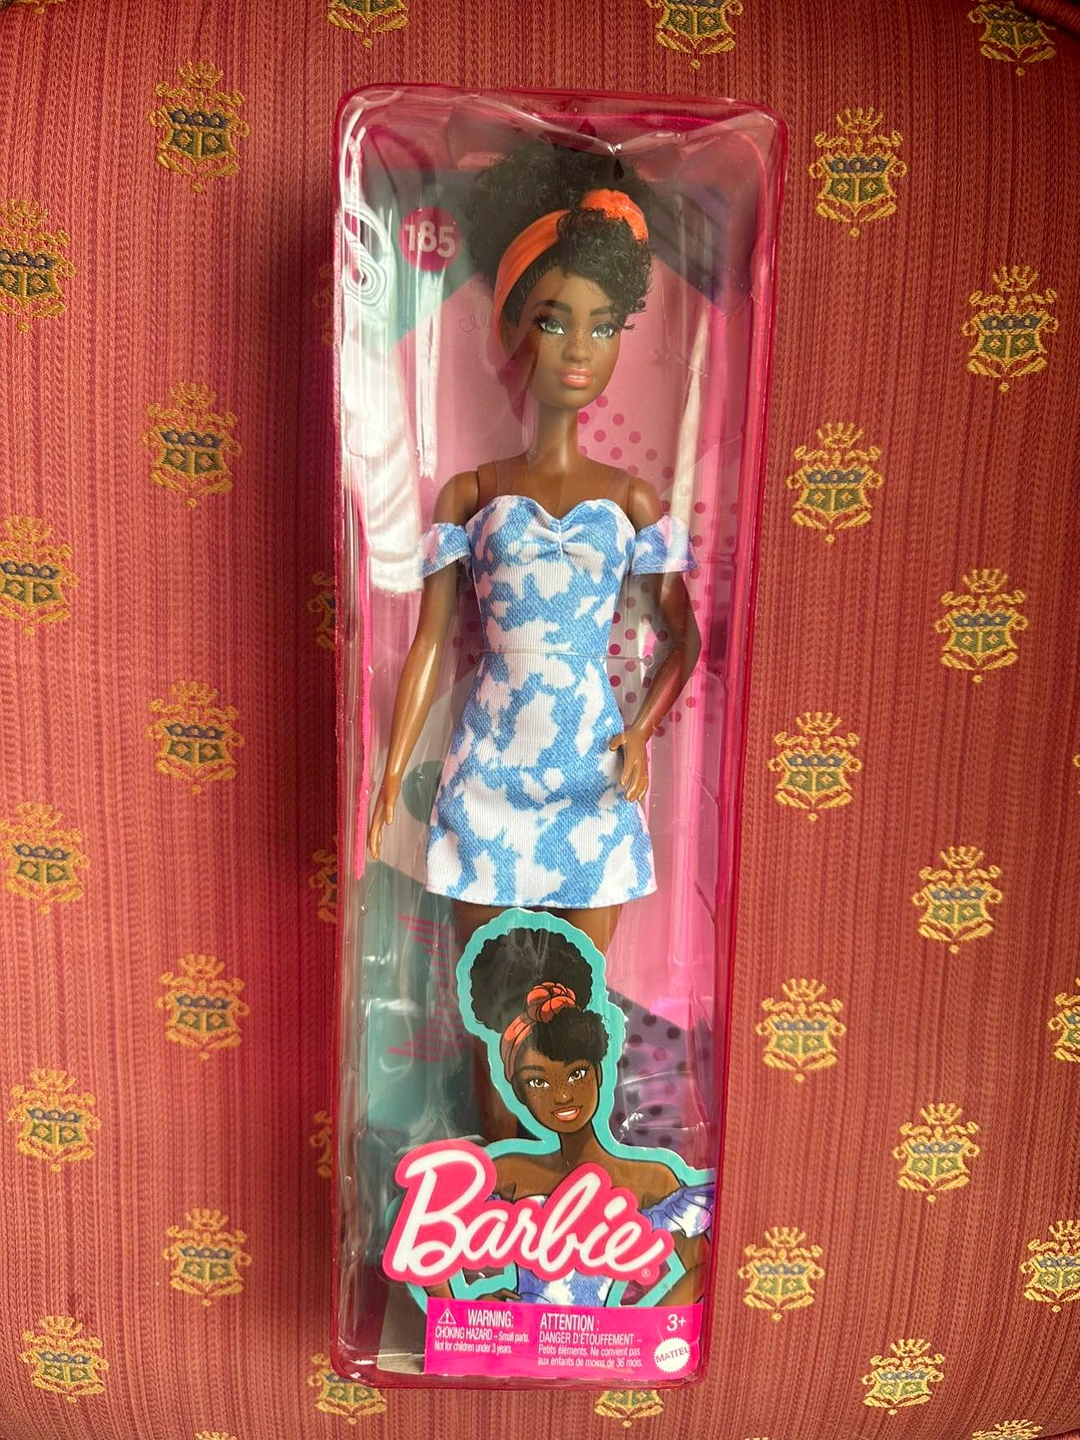 185
Barbie®
WARNING:
CHOKING HAZARD – Small parts.
Not for children under 3 years.
ATTENTION :
DANGER D'ÉTOUFFEMENT –
Petits éléments. Ne convient pas
aux enfants de moins de 36 mois.
3+
MATTEL